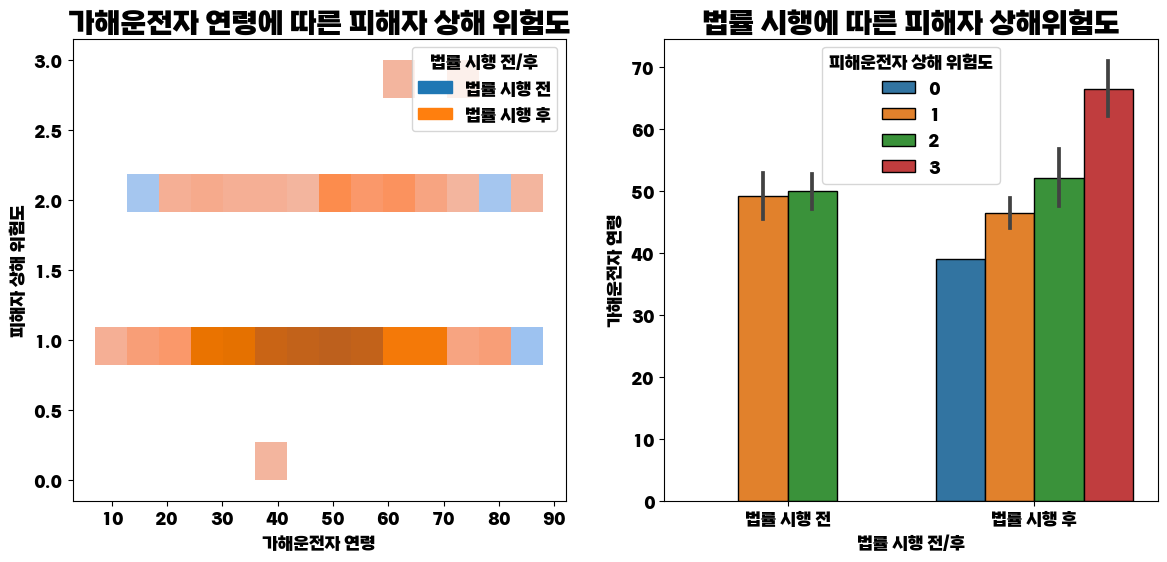 가해운전자 연령에 따른 피해자 상해 위험도
피해자 상해 위험도
3.0
2.5
2.0
1.5
1.0
0.5
0.0
법률 시행 전/후
법률 시행 전
법률 시행 후
10 20 30 40 50 60 70 80 90
가해운전자 연령
법률 시행에 따른 피해자 상해위험도
가해운전자 연령
70
60
50
40
30
20
10
0
피해운전자 상해 위험도
0
1
2
3
법률 시행 전 법률 시행 후
법률 시행 전/후